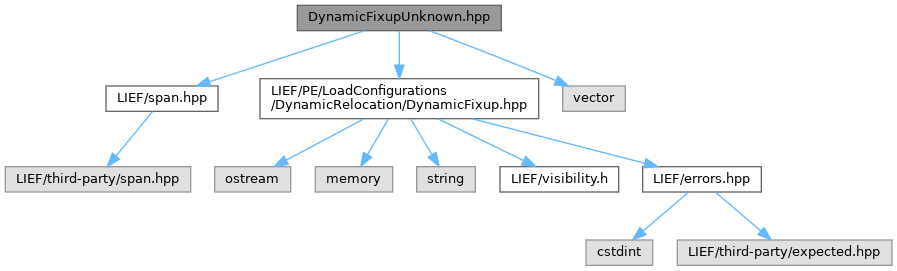 DynamicFixupUnknown.hpp
LIEF/span.hpp
LIEF/PE/LoadConfigurations
/DynamicRelocation/DynamicFixup.hpp
vector
LIEF/third-party/span.hpp
ostream
memory
string
LIEF/visibility.h
LIEF/errors.hpp
cstdint
LIEF/third-party/expected.hpp